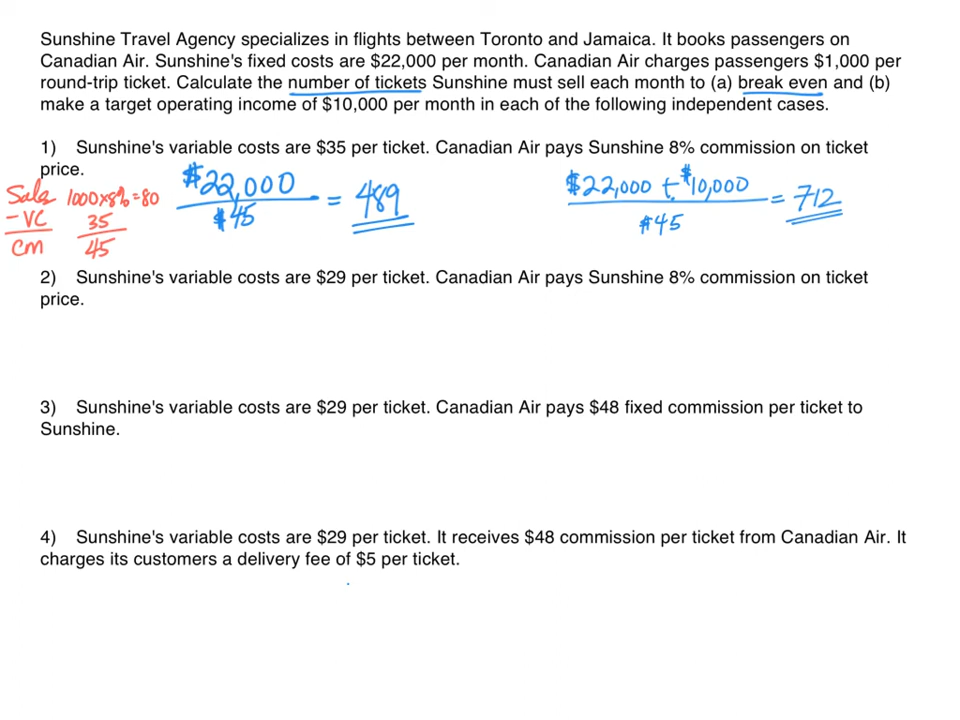 Sunshine Travel Agency specializes in flights between Toronto and Jamaica. It books passengers on
Canadian Air. Sunshine's fixed costs are $22,000 per month. Canadian Air charges passengers $1,000 per
round-trip ticket. Calculate the number of tickets Sunshine must sell each month to (a) break even and (b)
make a target operating income of $10,000 per month in each of the following independent cases.
1) Sunshine's variable costs are $35 per ticket. Canadian Air pays Sunshine 8% commission on ticket
price.
Sales 1000x8%=80
-VC 35
CM 45
$22,000
$45
= 489
$22,000 + $10,000
$45
= 712
2) Sunshine's variable costs are $29 per ticket. Canadian Air pays Sunshine 8% commission on ticket
price.
3) Sunshine's variable costs are $29 per ticket. Canadian Air pays $48 fixed commission per ticket to
Sunshine.
4) Sunshine's variable costs are $29 per ticket. It receives $48 commission per ticket from Canadian Air. It
charges its customers a delivery fee of $5 per ticket.